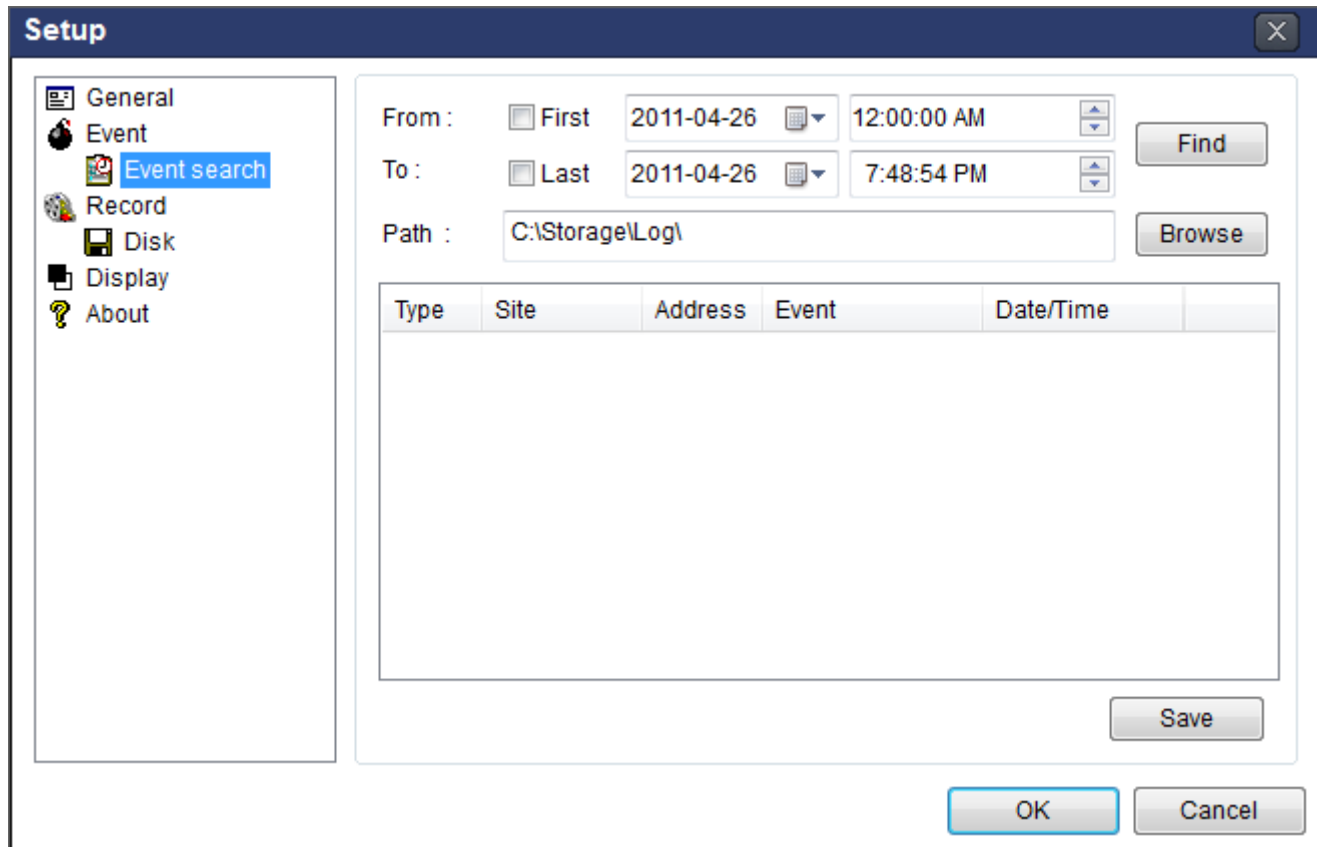 Setup
General
Event
Event search
Record
Disk
Display
About
From : First 2011-04-26 12:00:00 AM
Find
To : Last 2011-04-26 7:48:54 PM
Path : C:\Storage\Log\ Browse
Type Site Address Event Date/Time
Save
OK Cancel